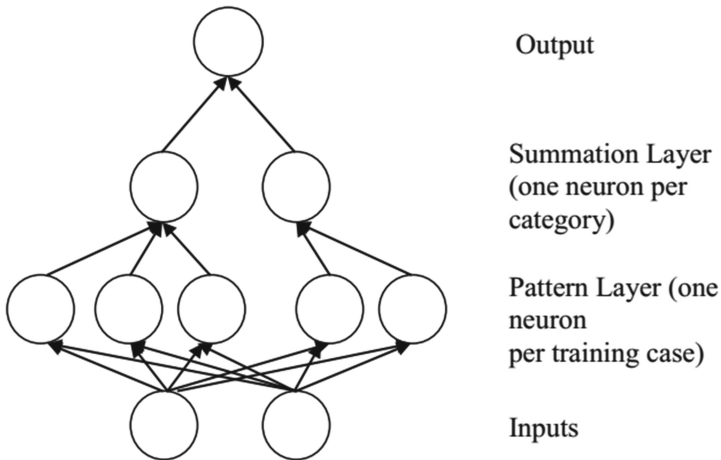 Output
Summation Layer
(one neuron per
category)
Pattern Layer (one
neuron
per training case)
Inputs